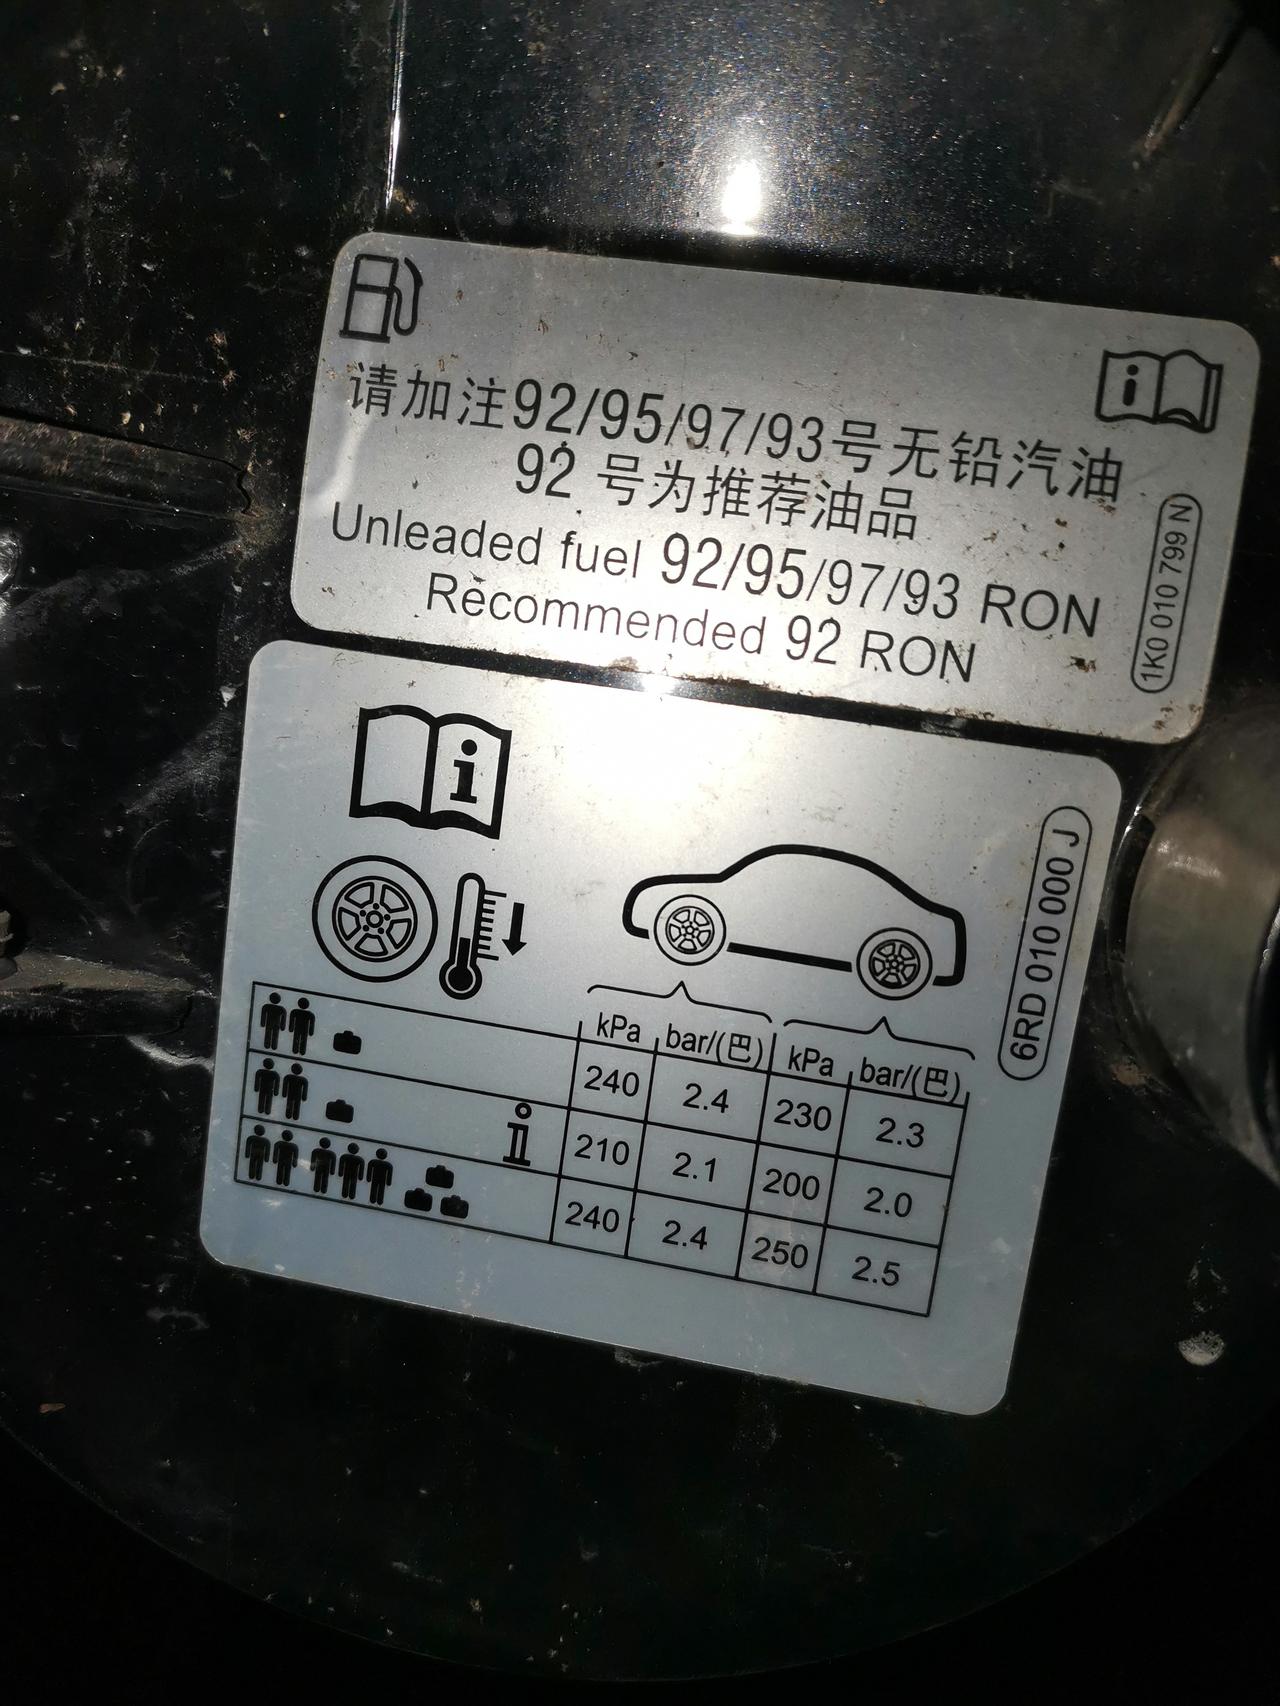 请加注92/95/97/93号无铅汽油
92 号为推荐油品
Unleaded fuel 92/95/97/93 RON
Recommended 92 RON
1K0 010 799 N
6RD 010 000 J
kPa bar/(巴) kPa bar/(巴)
240 2.4 230 2.3
210 2.1 200 2.0
240 2.4 250 2.5